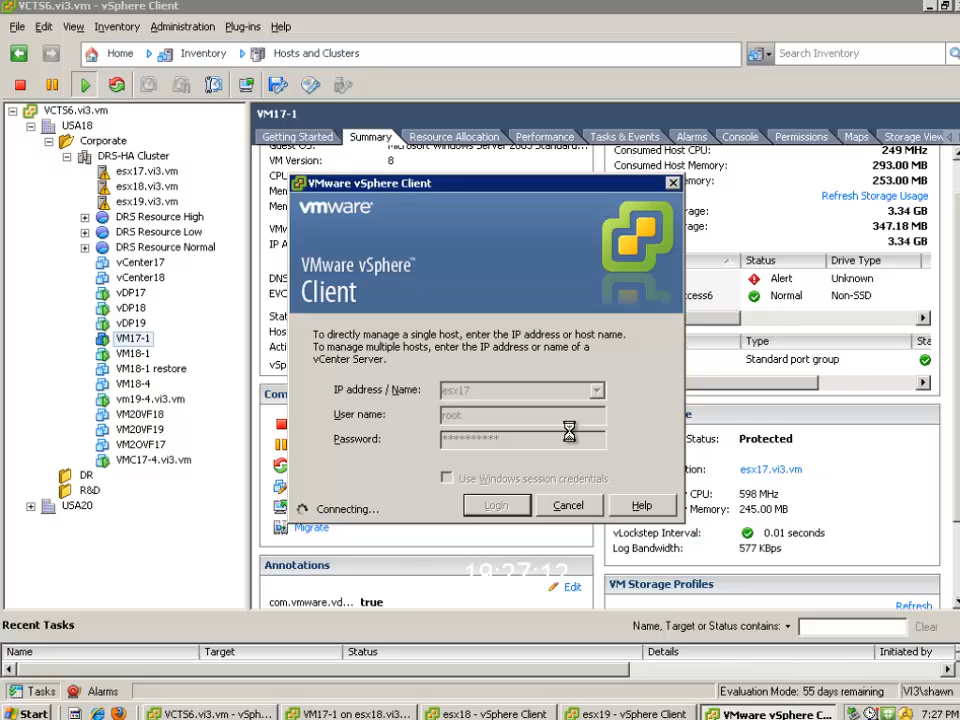 VCTS6.vi3.vm - vSphere Client
File Edit View Inventory Administration Plug-ins Help
Home Inventory Hosts and Clusters Search Inventory
VCTS6.vi3.vm
USA18
Corporate
DRS-HA Cluster
esx17.vi3.vm
esx18.vi3.vm
esx19.vi3.vm
DRS Resource High
DRS Resource Low
DRS Resource Normal
vCenter17
vCenter18
vDP17
vDP18
vDP19
VM17-1
VM18-1
VM18-1 restore
VM18-4
vm19-4.vi3.vm
VM20VF18
VM20VF19
VM2OVF17
VMC17-4.vi3.vm
DR
R&D
USA20
VM17-1
Getting Started Summary Resource Allocation Performance Tasks & Events Alarms Console Permissions Maps Storage View
VM Version: 8
Consumed Host CPU: 249 MHz
Consumed Host Memory: 293.00 MB
253.00 MB
Refresh Storage Usage
3.34 GB
347.18 MB
3.34 GB
Status Drive Type
Alert Unknown
Normal Non-SSD
Type
Standard port group
VMware vSphere Client
vmware
VMware vSphere™
Client
To directly manage a single host, enter the IP address or host name.
To manage multiple hosts, enter the IP address or name of a
vCenter Server.
IP address / Name: esx17
User name: root
Password: **********
Use Windows session credentials
Connecting... Login Cancel Help
Migrate
Status: Protected
esx17.vi3.vm
CPU: 598 MHz
245.00 MB
vLockstep Interval: 0.01 seconds
Log Bandwidth: 577 KBps
Annotations
19:27:12
Edit
com.vmware.vd... true
VM Storage Profiles
Refresh
Recent Tasks
Name, Target or Status contains: Clear
Name Target Status Details Initiated by
Tasks Alarms Evaluation Mode: 55 days remaining VI3\shawn
Start VCTS6.vi3.vm - vSph... VM17-1 on esx18.vi3... esx18 - vSphere Client esx19 - vSphere Client VMware vSphere C... 7:27 PM